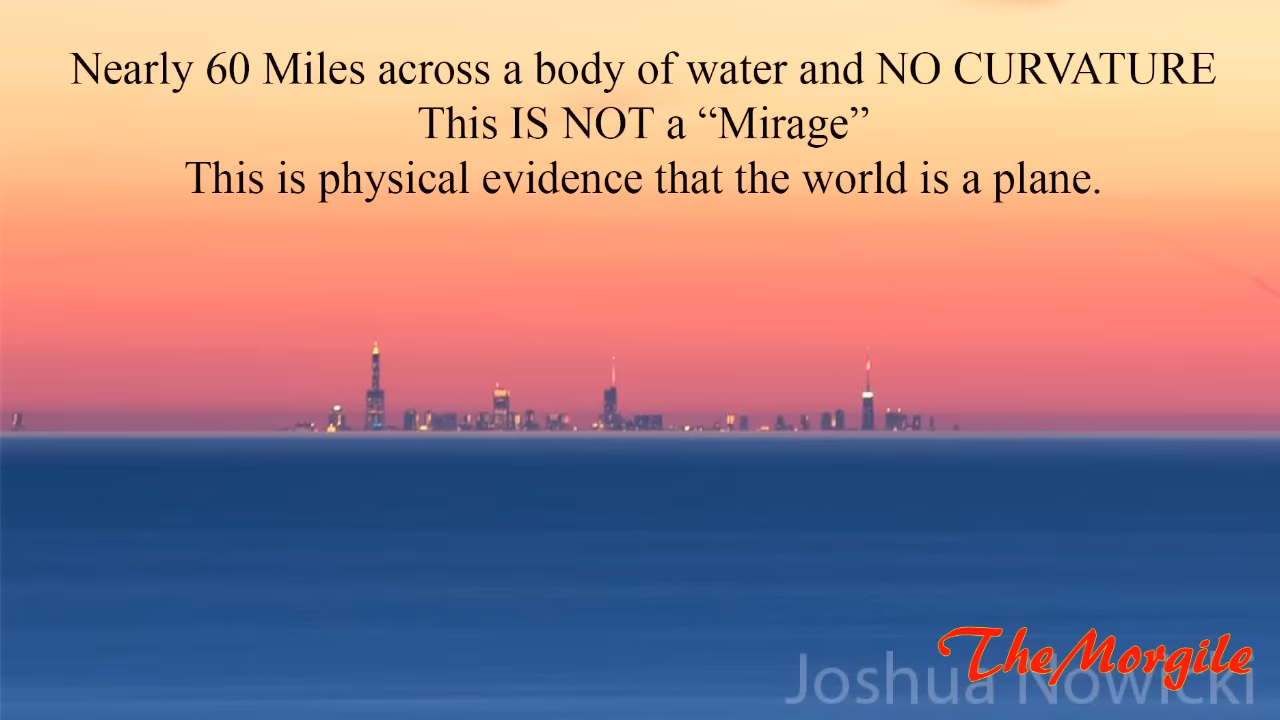 Nearly 60 Miles across a body of water and NO CURVATURE
This IS NOT a “Mirage”
This is physical evidence that the world is a plane.
TheMorgile
Joshua Nowicki